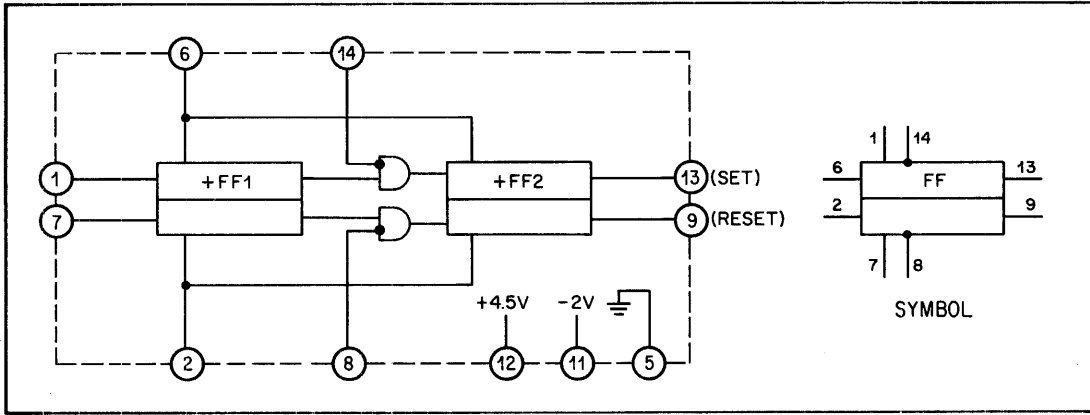 6
14
1
7
+FF1
+FF2
13 (SET)
9 (RESET)
+4.5V
-2V
2
8
12
11
5
1
14
6
FF
13
2
9
7
8
SYMBOL